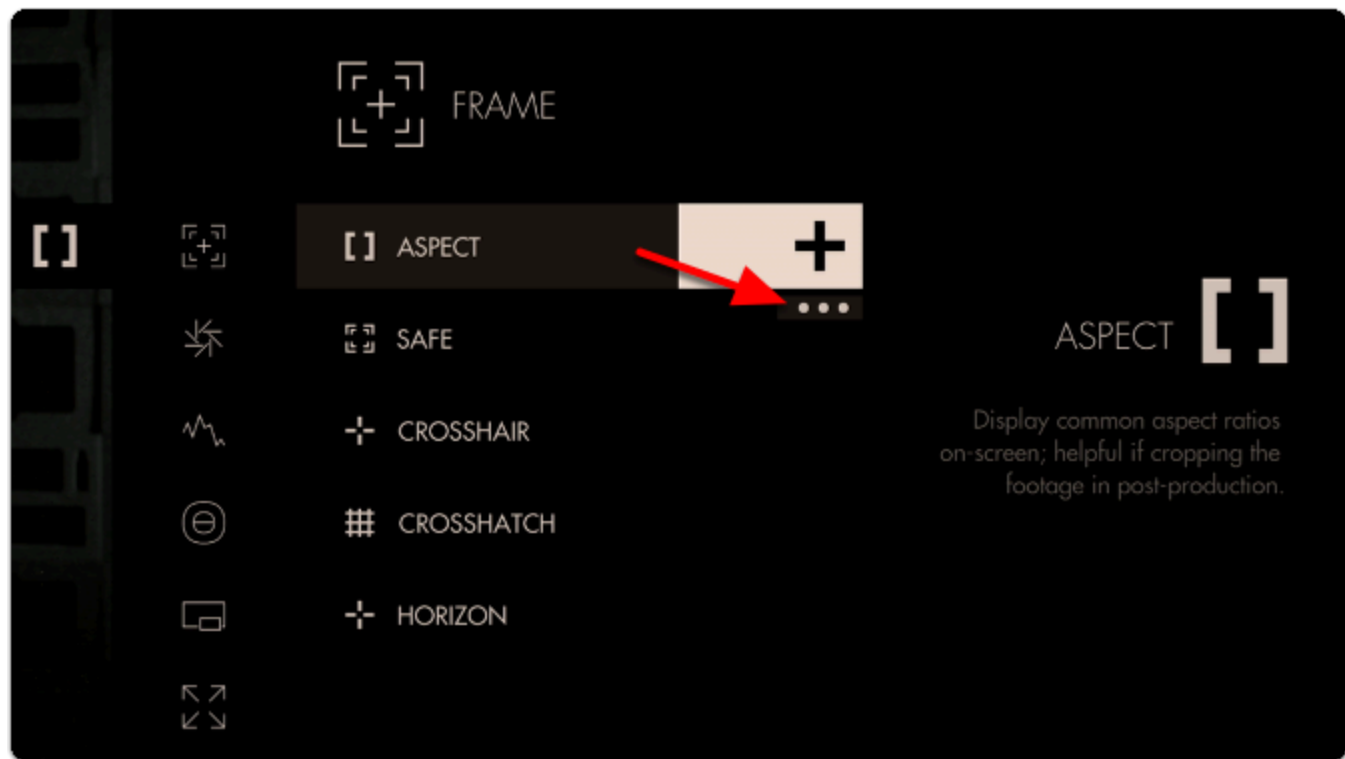 FRAME
ASPECT
SAFE
CROSSHAIR
CROSSHATCH
HORIZON
ASPECT
Display common aspect ratios
on-screen; helpful if cropping the
footage in post-production.